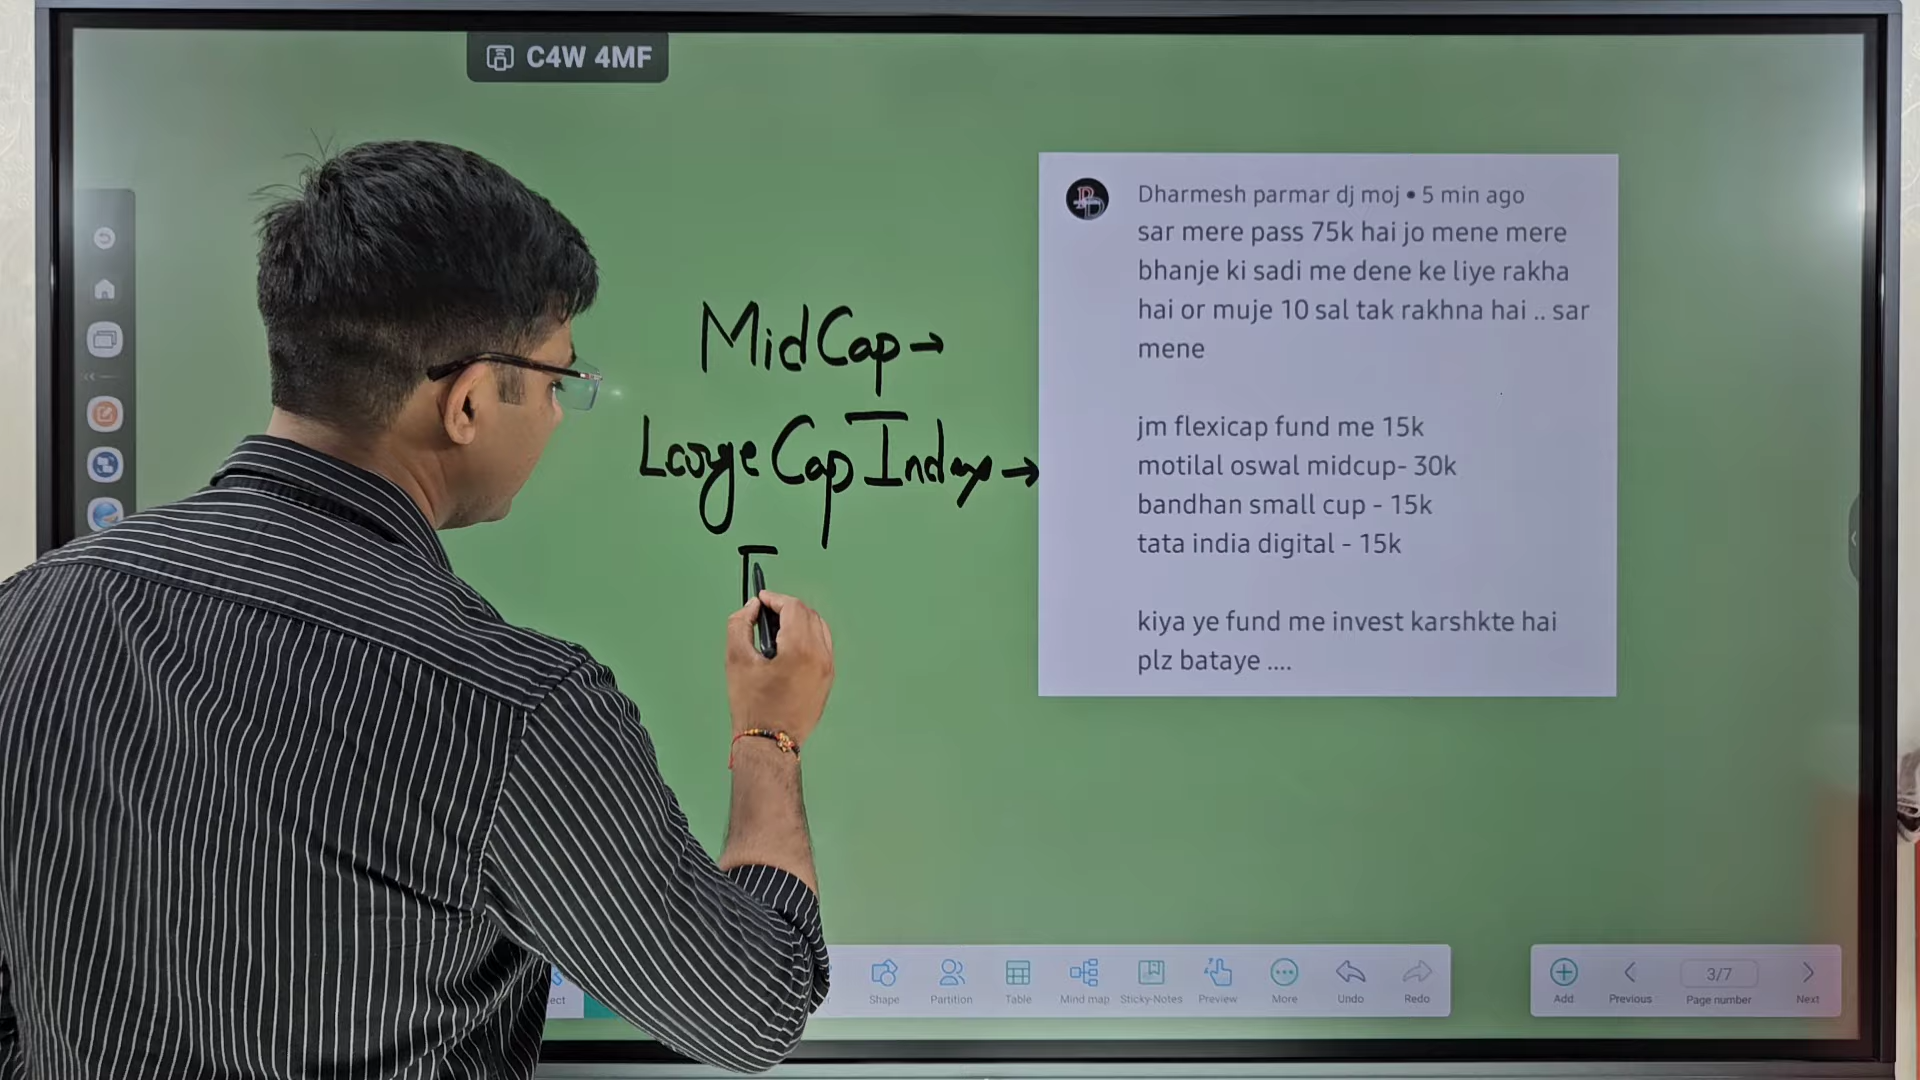 C4W 4MF
MidCap →
Large Cap Index →
Dharmesh parmar dj moj • 5 min ago
sar mere pass 75k hai jo mene mere
bhanje ki sadi me dene ke liye rakha
hai or muje 10 sal tak rakhna hai .. sar
mene
jm flexicap fund me 15k
motilal oswal midcup- 30k
bandhan small cup - 15k
tata india digital - 15k
kiya ye fund me invest karshkte hai
plz bataye ....
Shape
Partition
Table
Mind map
Sticky-Notes
Preview
More
Undo
Redo
Add
Previous
3/7
Page number
Next